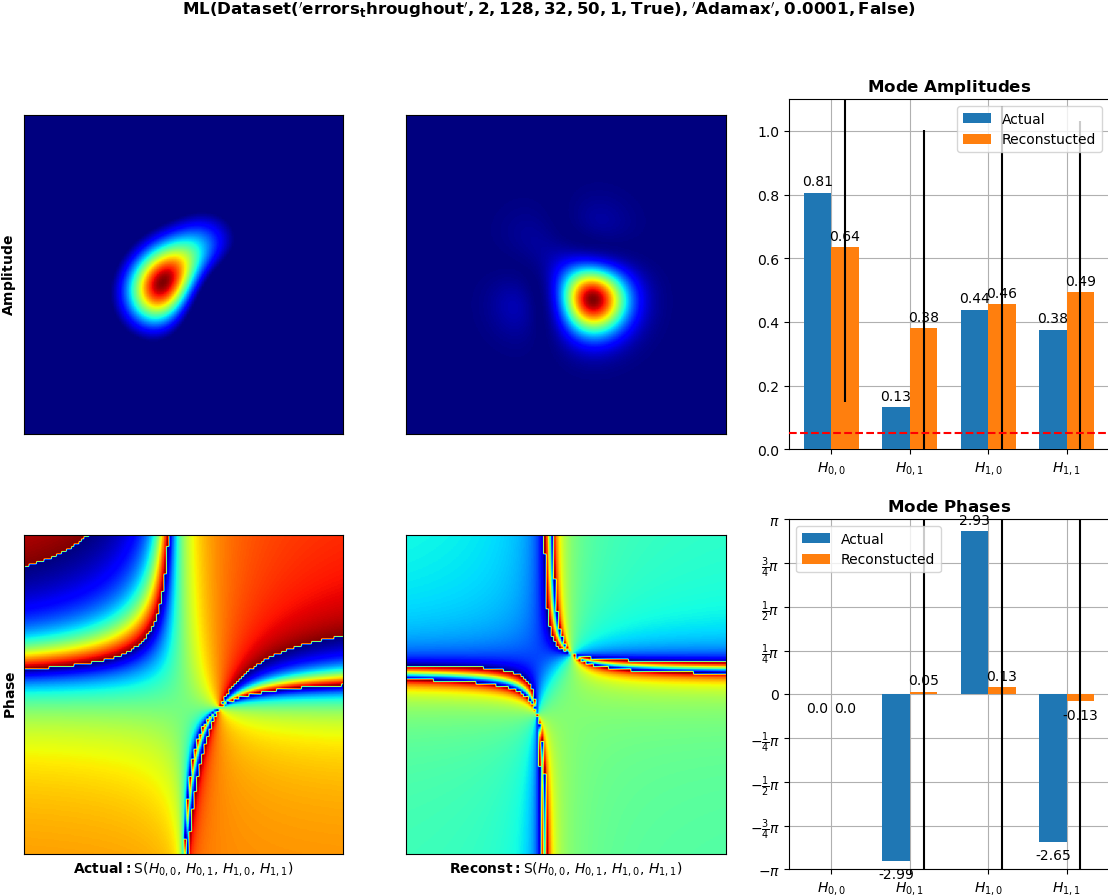 ML(Dataset('errors_throughout', 2, 128, 32, 50, 1, True), 'Adamax', 0.0001, False)
Amplitude
Mode Amplitudes
Actual
Reconstucted
1.0
0.8
0.6
0.4
0.2
0.0
0.81
0.64
0.13
0.38
0.44
0.46
0.38
0.49
H0,0
H0,1
H1,0
H1,1
Phase
Actual: S(H0,0, H0,1, H1,0, H1,1)
Reconst: S(H0,0, H0,1, H1,0, H1,1)
Mode Phases
Actual
Reconstucted
π
3/4π
1/2π
1/4π
0
−1/4π
−1/2π
−3/4π
−π
0.0
0.0
-2.99
0.05
2.93
0.13
-2.65
-0.13
H0,0
H0,1
H1,0
H1,1